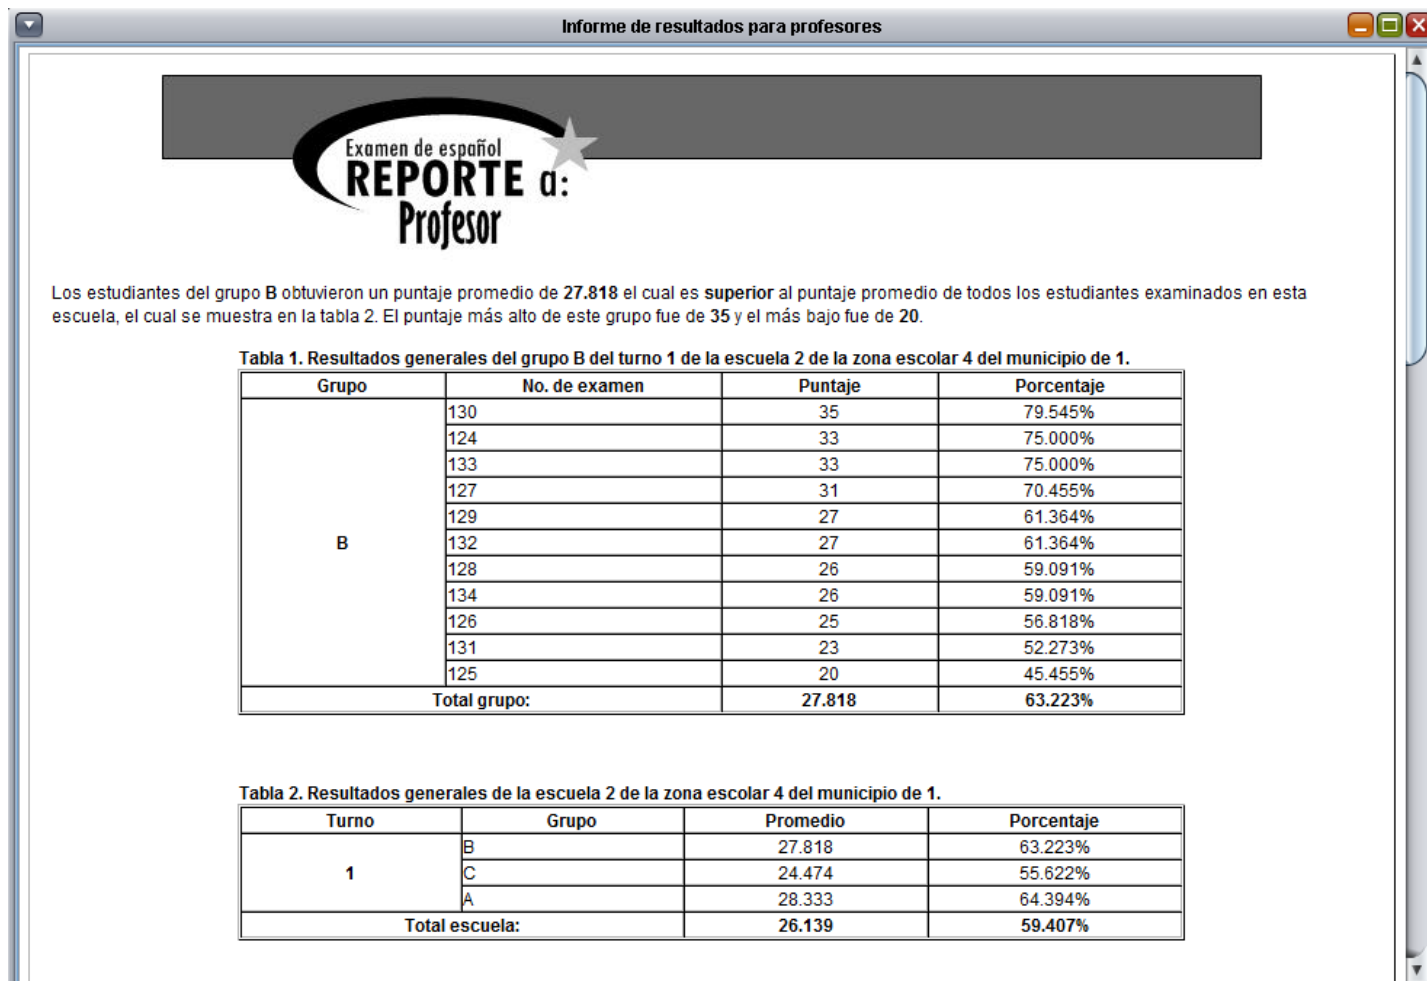 Informe de resultados para profesores
Examen de español
REPORTE a:
Profesor
Los estudiantes del grupo B obtuvieron un puntaje promedio de 27.818 el cual es superior al puntaje promedio de todos los estudiantes examinados en esta
escuela, el cual se muestra en la tabla 2. El puntaje más alto de este grupo fue de 35 y el más bajo fue de 20.
Tabla 1. Resultados generales del grupo B del turno 1 de la escuela 2 de la zona escolar 4 del municipio de 1.
Grupo No. de examen Puntaje Porcentaje
130 35 79.545%
124 33 75.000%
133 33 75.000%
127 31 70.455%
129 27 61.364%
B 132 27 61.364%
128 26 59.091%
134 26 59.091%
126 25 56.818%
131 23 52.273%
125 20 45.455%
Total grupo: 27.818 63.223%
Tabla 2. Resultados generales de la escuela 2 de la zona escolar 4 del municipio de 1.
Turno Grupo Promedio Porcentaje
B 27.818 63.223%
1 C 24.474 55.622%
A 28.333 64.394%
Total escuela: 26.139 59.407%